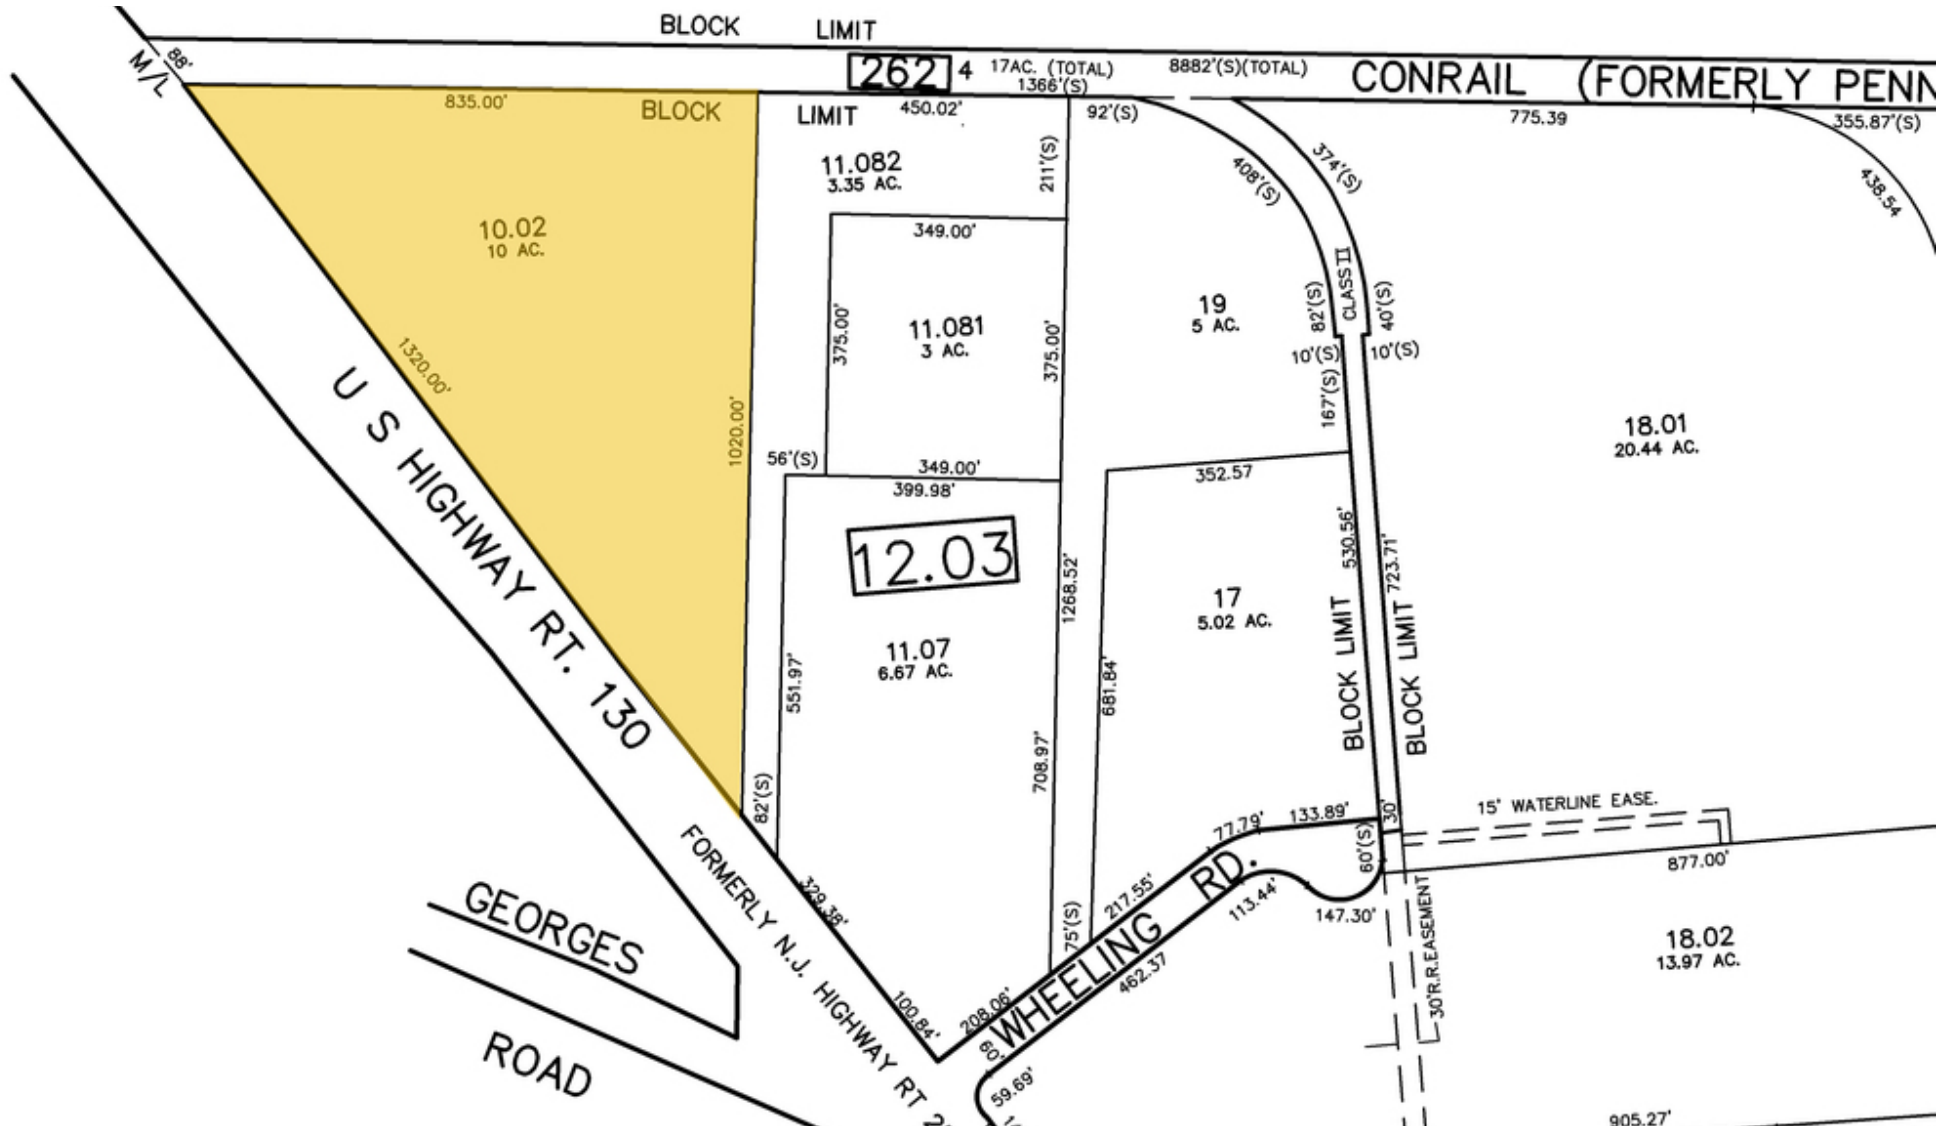 BLOCK LIMIT
88'
M/L
262
4 17AC. (TOTAL) 8882'(S)(TOTAL)
1366'(S)
CONRAIL (FORMERLY PENN
835.00'
BLOCK LIMIT
450.02'
92'(S)
775.39
355.87'(S)
438.54
11.082
3.35 AC.
211'(S)
408'(S)
374'(S)
10.02
10 AC.
349.00'
CLASS II
82'(S)
40'(S)
19
5 AC.
375.00'
11.081
3 AC.
375.00'
10'(S)
10'(S)
167'(S)
1320.00'
1020.00'
U S HIGHWAY RT. 130
18.01
20.44 AC.
56'(S)
349.00'
399.98'
352.57
12.03
530.56'
723.71'
1268.52'
17
5.02 AC.
11.07
6.67 AC.
551.97'
681.84'
BLOCK LIMIT
BLOCK LIMIT
708.97'
82'(S)
15' WATERLINE EASE.
133.89'
30'
77.79'
60'(S)
877.00'
FORMERLY N.J. HIGHWAY RT 2
329.38'
217.55'
WHEELING RD.
113.44'
147.30'
75'(S)
462.37
30'R.R.EASEMENT
18.02
13.97 AC.
GEORGES
ROAD
100.84'
208.06'
60'
59.69'
905.27'